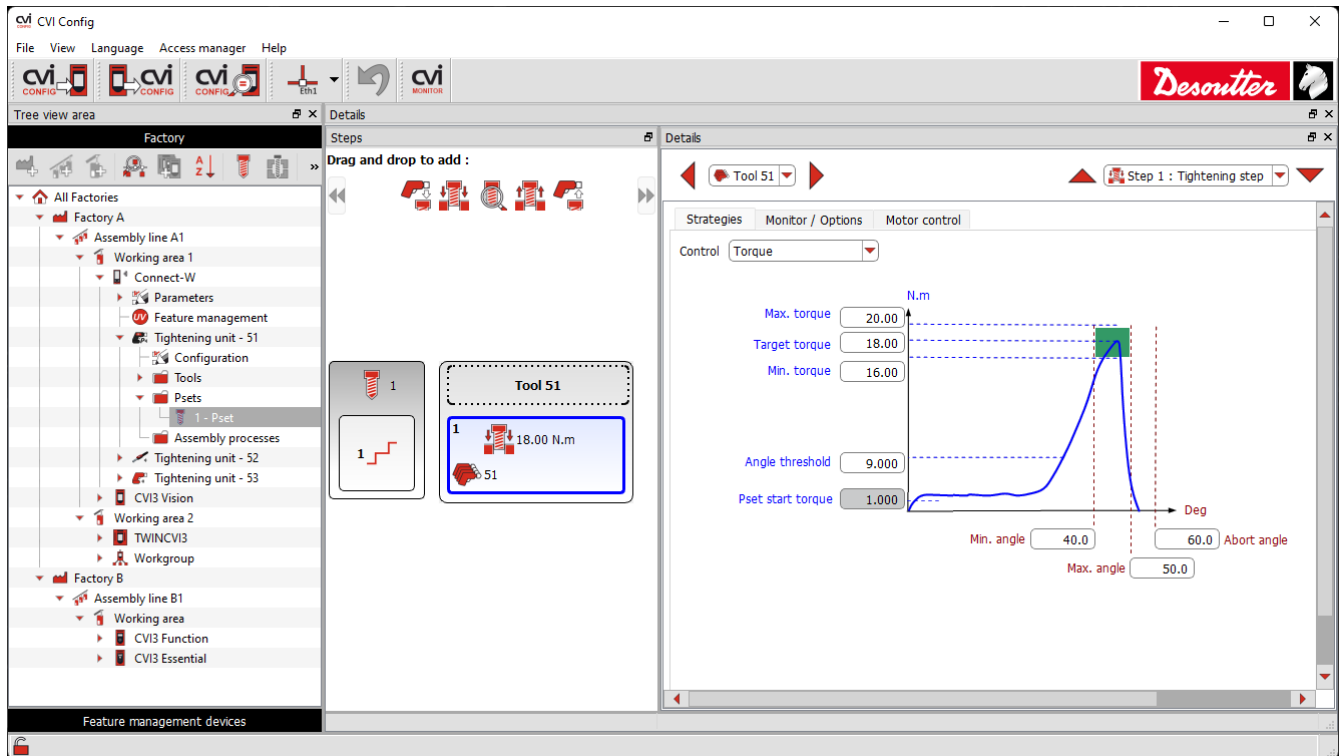 CVI CONFIG CVI Config
File View Language Access manager Help
CVI CONFIG
CVI CONFIG
CVI CONFIG
Eth1
CVI MONITOR
Desoutter
Tree view area
Details
Factory
Steps
Details
A Z
»
Drag and drop to add :
Tool 51
Step 1 : Tightening step
All Factories
Factory A
Assembly line A1
Working area 1
Connect-W
Parameters
UV Feature management
Tightening unit - 51
Configuration
Tools
Psets
1 - Pset
Assembly processes
Tightening unit - 52
Tightening unit - 53
CVI3 Vision
Working area 2
TWINCVI3
Workgroup
Factory B
Assembly line B1
Working area
CVI3 Function
CVI3 Essential
Feature management devices
1
1
Tool 51
1
18.00 N.m
51
Strategies Monitor / Options Motor control
Control Torque
N.m
Max. torque 20.00
Target torque 18.00
Min. torque 16.00
Angle threshold 9.000
Pset start torque 1.000
Deg
Min. angle 40.0
60.0 Abort angle
Max. angle 50.0